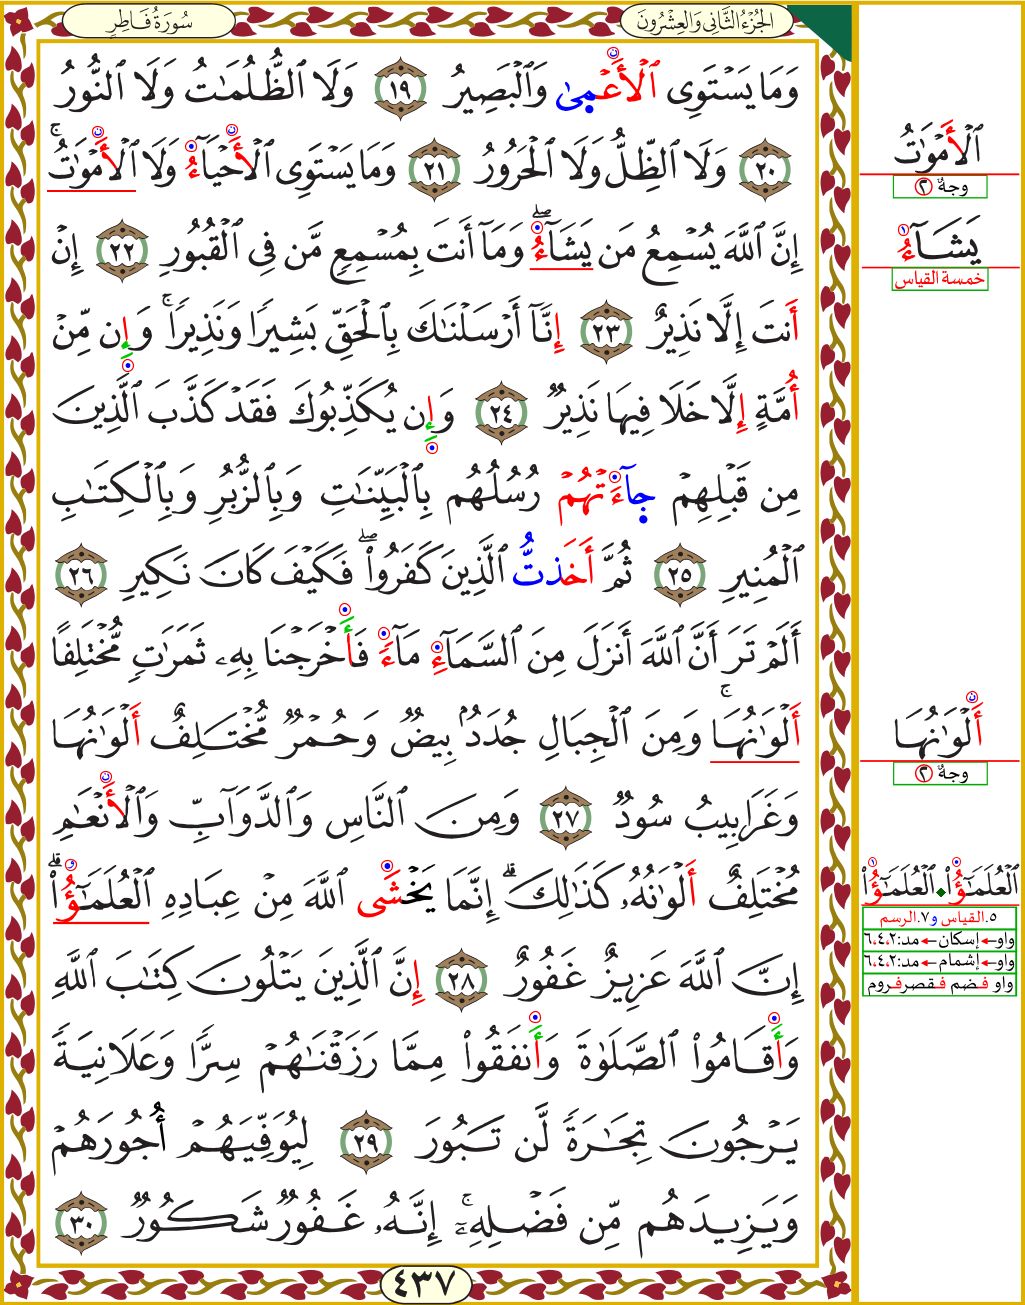 الجُزْءُ الثَّانِي وَالعِشْرُونَ
سُورَةُ فَاطِرٍ
وَمَا يَسْتَوِى ٱلْأَعْمِىٰ وَٱلْبَصِيرُ ١٩ وَلَا ٱلظُّلُمَٰتُ وَلَا ٱلنُّورُ
٢٠ وَلَا ٱلظِّلُّ وَلَا ٱلْحَرُورُ ٢١ وَمَا يَسْتَوِى ٱلْأَحْيَآءُ وَلَا ٱلْأَمْوَٰتُۚ
إِنَّ ٱللَّهَ يُسْمِعُ مَن يَشَآءُۖ وَمَآ أَنتَ بِمُسْمِعٍ مَّن فِى ٱلْقُبُورِ ٢٢ إِنْ
أَنتَ إِلَّا نَذِيرٌ ٢٣ إِنَّآ أَرْسَلْنَٰكَ بِٱلْحَقِّ بَشِيرًا وَنَذِيرًاۚ وَإِن مِّنْ
أُمَّةٍ إِلَّا خَلَا فِيهَا نَذِيرٌ ٢٤ وَإِن يُكَذِّبُوكَ فَقَدْ كَذَّبَ ٱلَّذِينَ
مِن قَبْلِهِمْ جَآءَتْهُمْ رُسُلُهُم بِٱلْبَيِّنَٰتِ وَبِٱلزُّبُرِ وَبِٱلْكِتَٰبِ
ٱلْمُنِيرِ ٢٥ ثُمَّ أَخَذتُّ ٱلَّذِينَ كَفَرُوا۟ۖ فَكَيْفَ كَانَ نَكِيرِ ٢٦
أَلَمْ تَرَ أَنَّ ٱللَّهَ أَنزَلَ مِنَ ٱلسَّمَآءِ مَآءً فَأَخْرَجْنَا بِهِۦ ثَمَرَٰتٍ مُّخْتَلِفًا
أَلْوَٰنُهَاۚ وَمِنَ ٱلْجِبَالِ جُدَدٌۢ بِيضٌ وَحُمْرٌ مُّخْتَلِفٌ أَلْوَٰنُهَا
وَغَرَابِيبُ سُودٌ ٢٧ وَمِنَ ٱلنَّاسِ وَٱلدَّوَآبِّ وَٱلْأَنْعَٰمِ
مُخْتَلِفٌ أَلْوَٰنُهُۥ كَذَٰلِكَۗ إِنَّمَا يَخْشَى ٱللَّهَ مِنْ عِبَادِهِ ٱلْعُلَمَٰٓؤُا۟ۗ
إِنَّ ٱللَّهَ عَزِيزٌ غَفُورٌ ٢٨ إِنَّ ٱلَّذِينَ يَتْلُونَ كِتَٰبَ ٱللَّهِ
وَأَقَامُوا۟ ٱلصَّلَوٰةَ وَأَنفَقُوا۟ مِمَّا رَزَقْنَٰهُمْ سِرًّا وَعَلَانِيَةً
يَرْجُونَ تِجَٰرَةً لَّن تَبُورَ ٢٩ لِيُوَفِّيَهُمْ أُجُورَهُمْ
وَيَزِيدَهُم مِّن فَضْلِهِۦٓۚ إِنَّهُۥ غَفُورٌ شَكُورٌ ٣٠
٤٣٧
ٱلْأَمْوَٰتُ
وجهٌ ٢
يَشَآءُ
خمسة القياس
أَلْوَٰنُهَا
وجهٌ ٢
ٱلْعُلَمَٰٓؤُا۟ ٱلْعُلَمَٰٓؤُا۟
٥.القياس و٧.الرسم
واو←إسكان←مد:٦،٤،٢
واو←إشمام←مد:٦،٤،٢
واو فـضم فـقصرفـروم